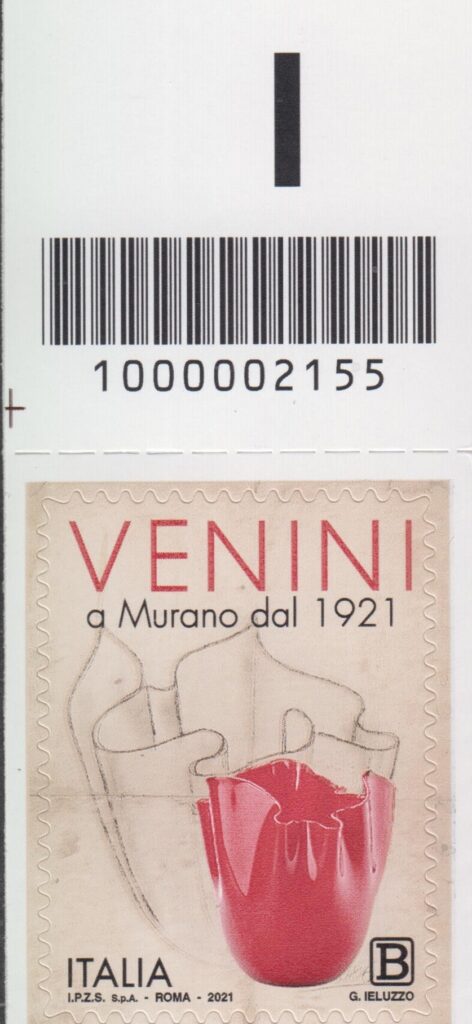 1000002155
VENINI
a Murano dal 1921
ITALIA
B
I.P.Z.S. S.p.A. - ROMA - 2021
G. IELUZZO